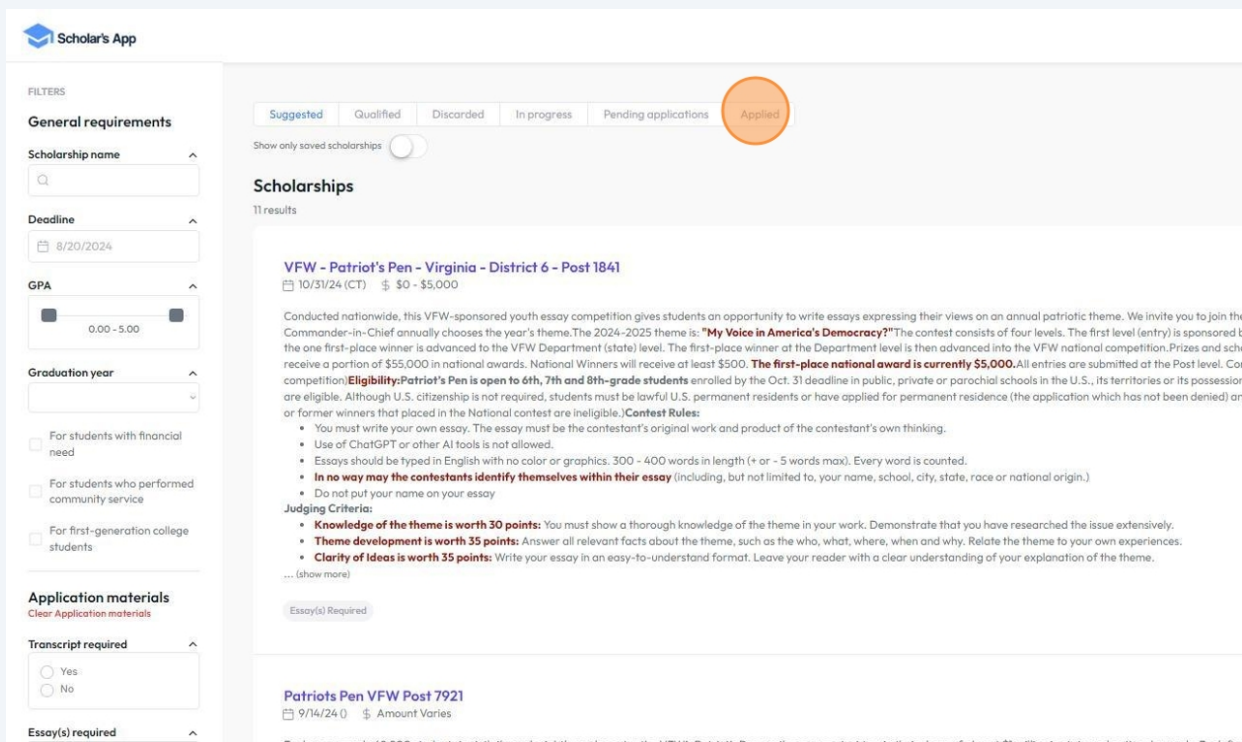 Scholar's App
FILTERS
General requirements
Scholarship name
Deadline
8/20/2024
GPA
0.00 - 5.00
Graduation year
For students with financial
need
For students who performed
community service
For first-generation college
students
Application materials
Clear Application materials
Transcript required
Yes
No
Essay(s) required
Suggested
Qualified
Discarded
In progress
Pending applications
Applied
Show only saved scholarships
Scholarships
11 results
VFW - Patriot's Pen - Virginia - District 6 - Post 1841
10/31/24 (CT) $ $0 - $5,000
Conducted nationwide, this VFW-sponsored youth essay competition gives students an opportunity to write essays expressing their views on an annual patriotic theme. We invite you to join the
Commander-in-Chief annually chooses the year's theme.The 2024-2025 theme is: "My Voice in America's Democracy?"The contest consists of four levels. The first level (entry) is sponsored b
the one first-place winner is advanced to the VFW Department (state) level. The first-place winner at the Department level is then advanced into the VFW national competition.Prizes and scho
receive a portion of $55,000 in national awards. National Winners will receive at least $500. The first-place national award is currently $5,000.All entries are submitted at the Post level. Con
competition)Eligibility:Patriot's Pen is open to 6th, 7th and 8th-grade students enrolled by the Oct. 31 deadline in public, private or parochial schools in the U.S., its territories or its possession
are eligible. Although U.S. citizenship is not required, students must be lawful U.S. permanent residents or have applied for permanent residence (the application which has not been denied) an
or former winners that placed in the National contest are ineligible.)Contest Rules:
• You must write your own essay. The essay must be the contestant's original work and product of the contestant's own thinking.
• Use of ChatGPT or other AI tools is not allowed.
• Essays should be typed in English with no color or graphics. 300 - 400 words in length (+ or - 5 words max). Every word is counted.
• In no way may the contestants identify themselves within their essay (including, but not limited to, your name, school, city, state, race or national origin.)
• Do not put your name on your essay
Judging Criteria:
• Knowledge of the theme is worth 30 points: You must show a thorough knowledge of the theme in your work. Demonstrate that you have researched the issue extensively.
• Theme development is worth 35 points: Answer all relevant facts about the theme, such as the who, what, where, when and why. Relate the theme to your own experiences.
• Clarity of Ideas is worth 35 points: Write your essay in an easy-to-understand format. Leave your reader with a clear understanding of your explanation of the theme.
... (show more)
Essay(s) Required
Patriots Pen VFW Post 7921
9/14/24 () $ Amount Varies